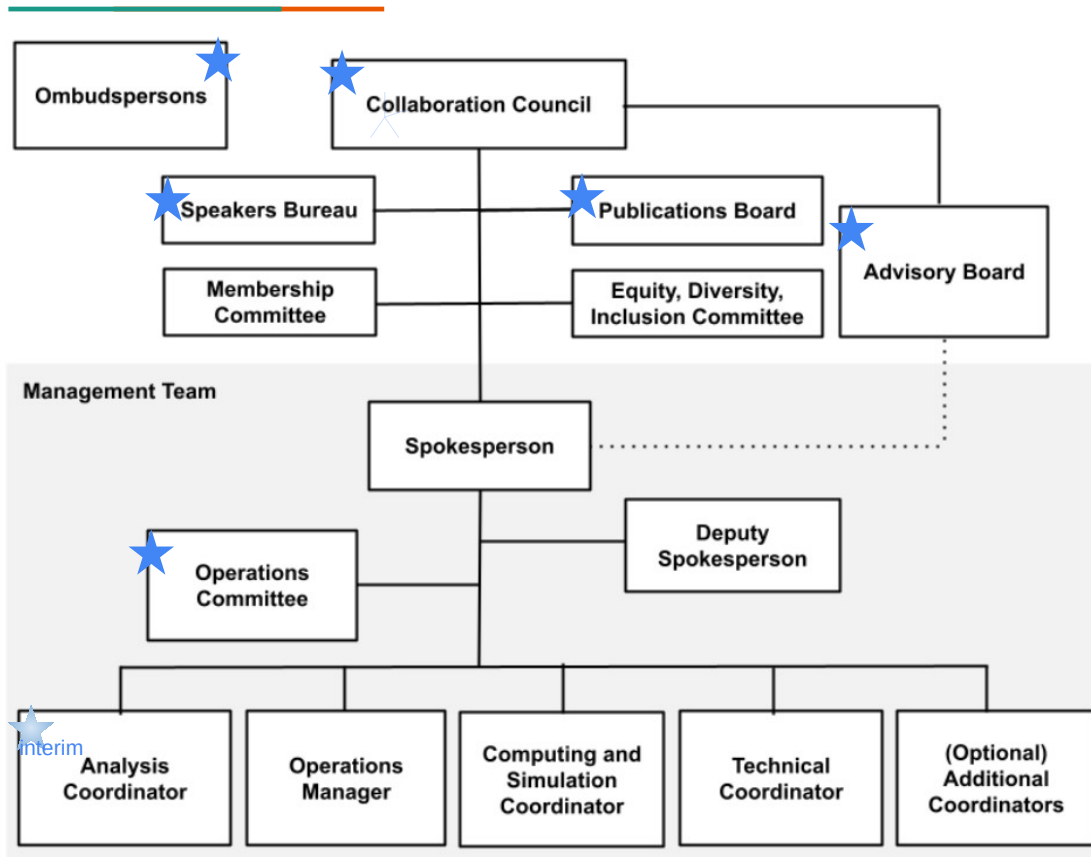 Ombudspersons
Collaboration Council
Speakers Bureau
Publications Board
Advisory Board
Membership
Committee
Equity, Diversity,
Inclusion Committee
Management Team
Spokesperson
Deputy
Spokesperson
Operations
Committee
interim
Analysis
Coordinator
Operations
Manager
Computing and
Simulation
Coordinator
Technical
Coordinator
(Optional)
Additional
Coordinators